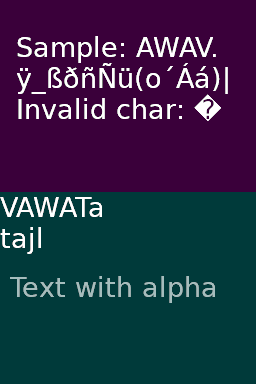 Sample: AWAV.
ÿ_ßðñÑü(o´Áá)|
Invalid char: �
VAWATa
tajl
Text with alpha